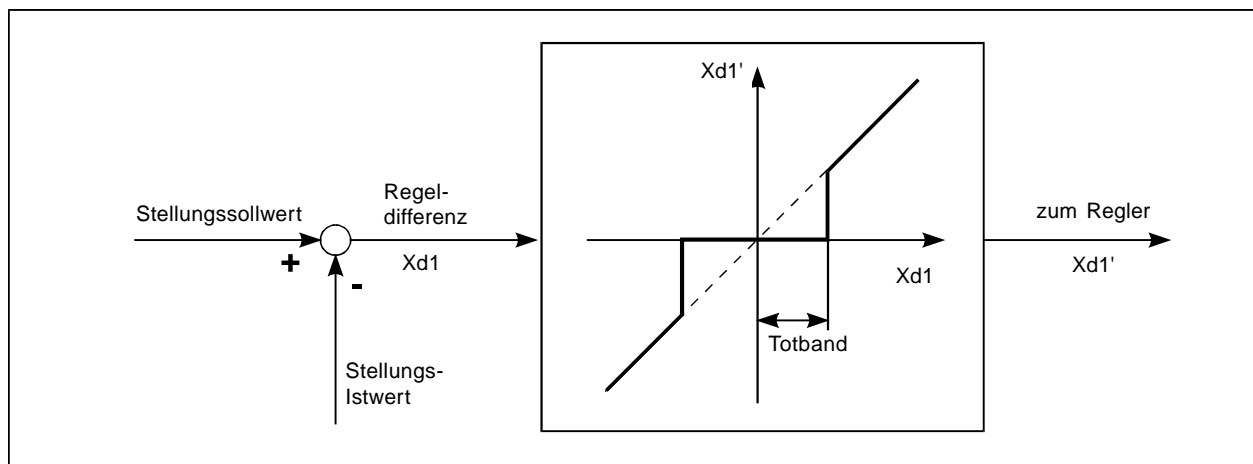 Xd1'
Regel-
differenz
Stellungssollwert
zum Regler
+
Xd1
Xd1
Xd1'
-
Totband
Stellungs-
Istwert